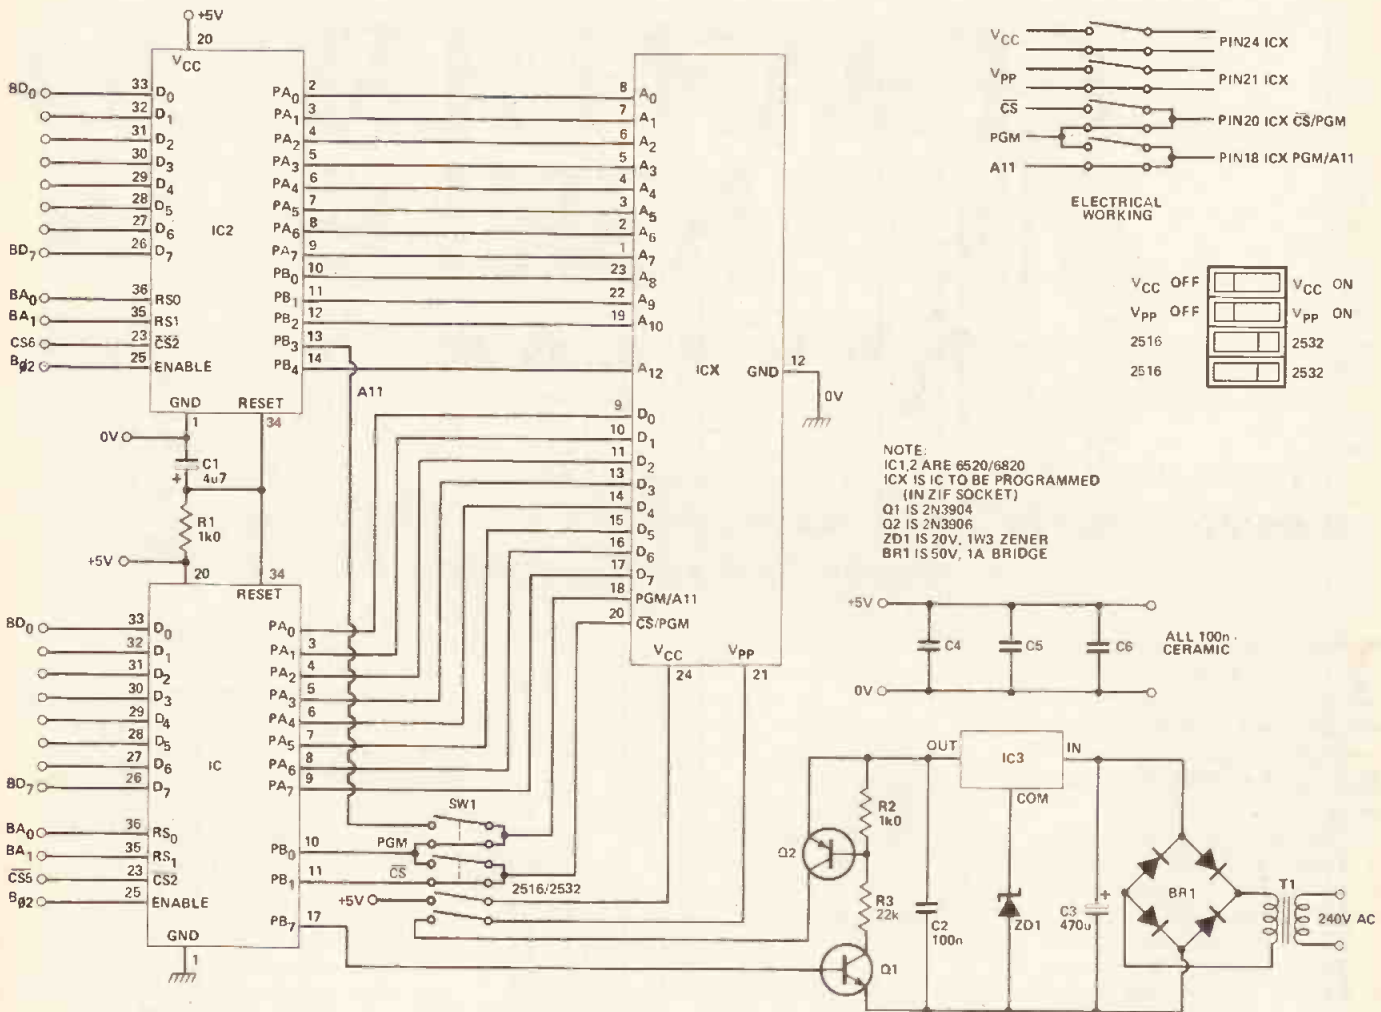 +5V
20
VCC
BD0 33 D0 PA0 2
32 D1 PA1 3
31 D2 PA2 4
30 D3 PA3 5
29 D4 PA4 6
28 D5 PA5 7
27 D6 PA6 8
BD7 26 D7 PA7 9
IC2
PB0 10
BA0 36 RS0 PB1 11
BA1 35 RS1 PB2 12
CS6 23 C̅S̅2̅ PB3 13
Bφ2 25 ENABLE PB4 14
GND RESET
1 34
A11
0V
C1
4u7
+
R1
1k0
+5V
20 34
RESET
BD0 33 D0 PA0
32 D1 PA1 3
31 D2 PA2 4
30 D3 PA3 5
29 D4 PA4 6
28 D5 PA5 7
27 D6 PA6 8
BD7 26 D7 PA7 9
IC
BA0 36 RS0 PB0 10
BA1 35 RS1 PB1 11
C̅S̅5̅ 23 C̅S̅2̅
Bφ2 25 ENABLE
PB7 17
GND
1
8 A0
7 A1
6 A2
5 A3
4 A4
3 A5
2 A6
1 A7
23 A8
22 A9
19 A10
A12
ICX
GND 12
0V
9 D0
10 D1
11 D2
13 D3
14 D4
15 D5
16 D6
17 D7
18 PGM/A11
20 C̅S̅/PGM
VCC VPP
24 21
SW1
PGM
C̅S̅
2516/2532
+5V
VCC PIN24 ICX
VPP PIN21 ICX
C̅S̅ PIN20 ICX C̅S̅/PGM
PGM
A11 PIN18 ICX PGM/A11
ELECTRICAL
WORKING
VCC OFF VCC ON
VPP OFF VPP ON
2516 2532
2516 2532
NOTE:
IC1,2 ARE 6520/6820
ICX IS IC TO BE PROGRAMMED
(IN ZIF SOCKET)
Q1 IS 2N3904
Q2 IS 2N3906
ZD1 IS 20V, 1W3 ZENER
BR1 IS 50V, 1A BRIDGE
+5V
C4 C5 C6
ALL 100n
CERAMIC
0V
OUT IC3 IN
COM
R2
1k0
Q2
R3
22k
C2
100n
ZD1
C3
470u
+
BR1
T1
240V AC
Q1